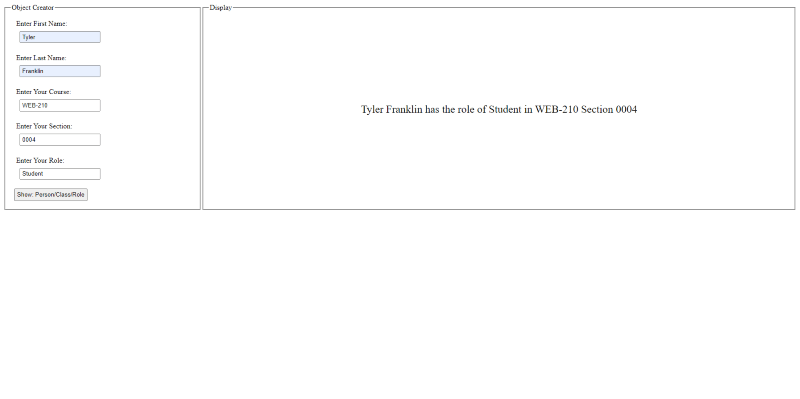 Object Creator
Enter First Name:
Tyler
Enter Last Name:
Franklin
Enter Your Course:
WEB-210
Enter Your Section:
0004
Enter Your Role:
Student
Show: Person/Class/Role
Display
Tyler Franklin has the role of Student in WEB-210 Section 0004